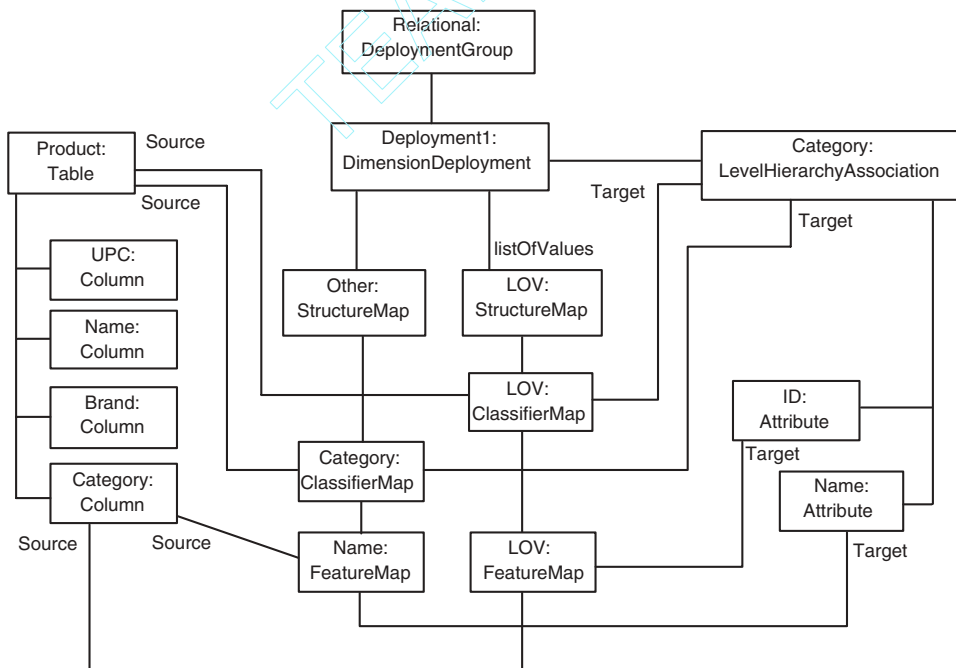 Relational:
DeploymentGroup
Product:
Table
Source
Source
Deployment1:
DimensionDeployment
Category:
LevelHierarchyAssociation
Target
Target
listOfValues
UPC:
Column
Other:
StructureMap
LOV:
StructureMap
Name:
Column
Brand:
Column
LOV:
ClassifierMap
ID:
Attribute
Category:
Column
Category:
ClassifierMap
Target
Name:
Attribute
Source
Source
Name:
FeatureMap
LOV:
FeatureMap
Target